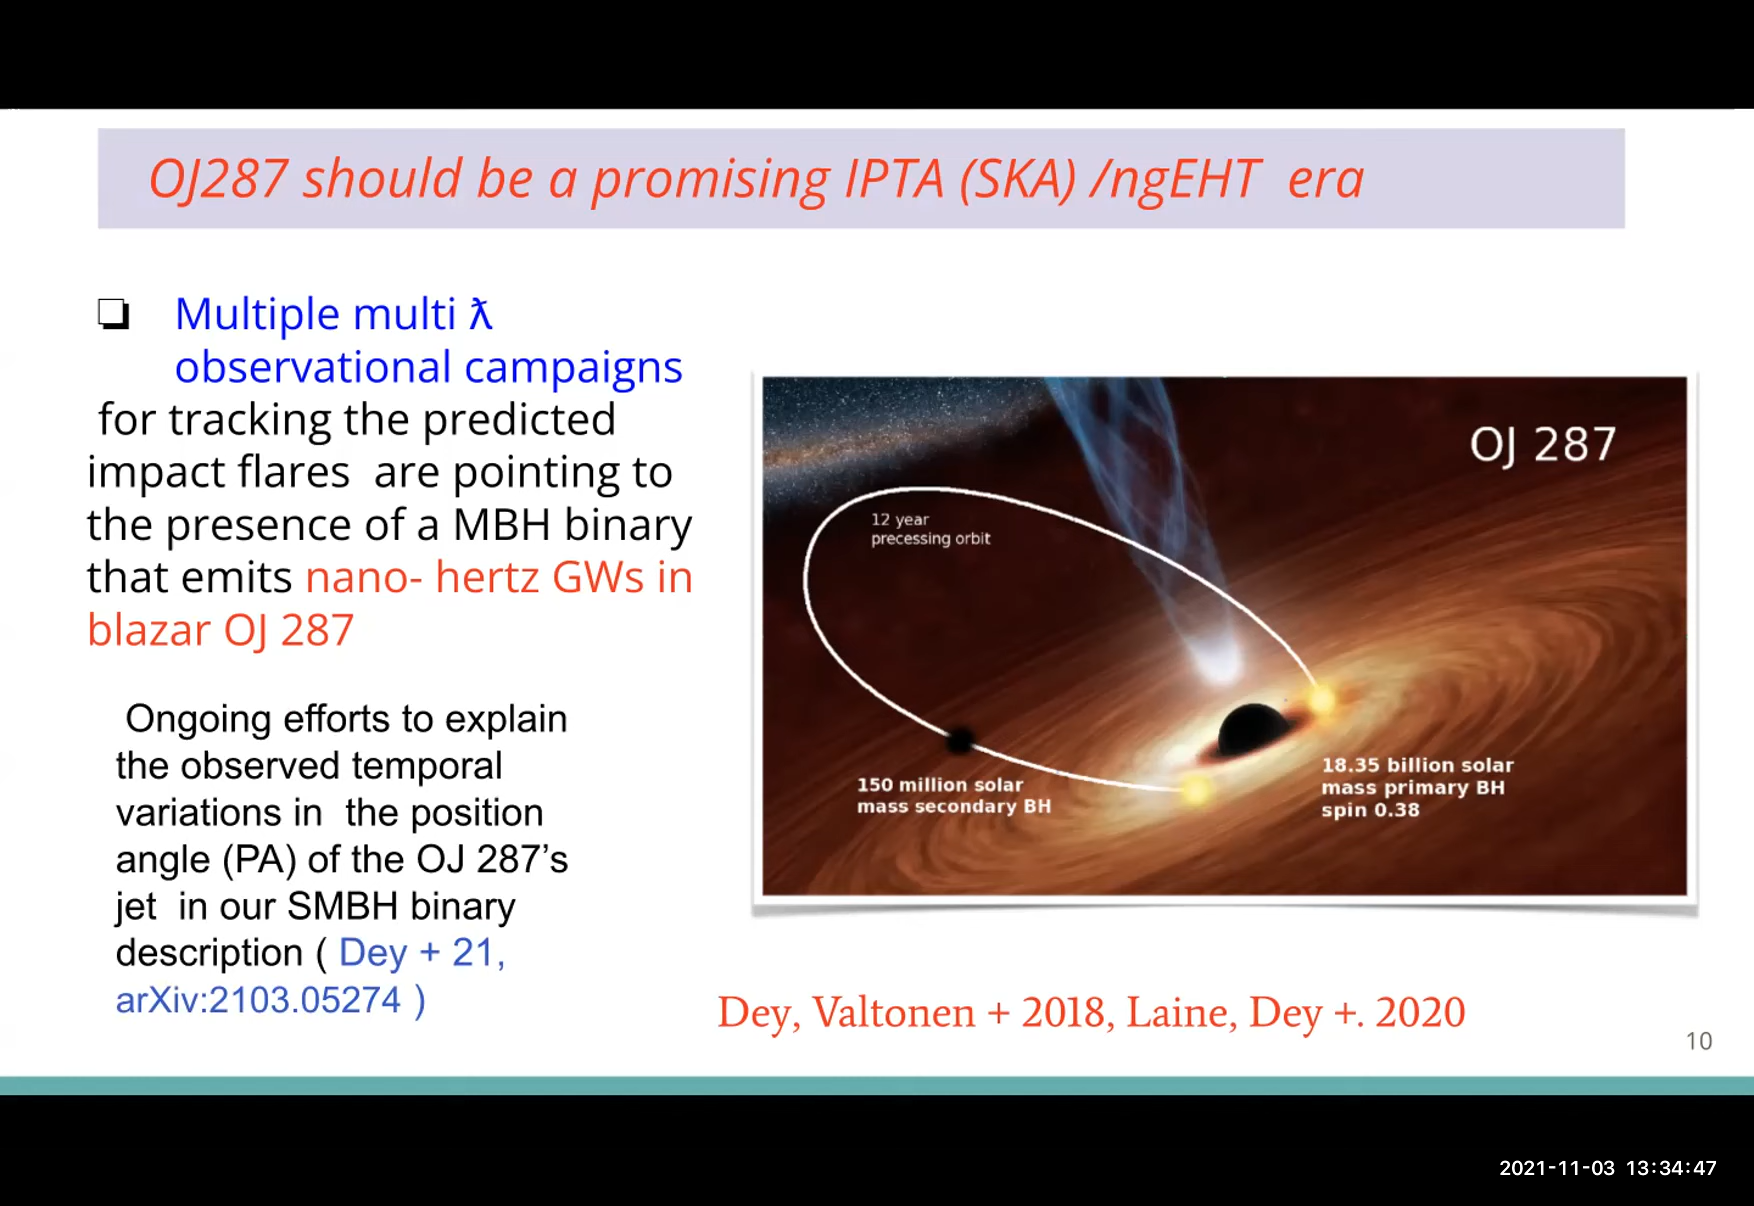 OJ287 should be a promising IPTA (SKA) /ngEHT era
❏ Multiple multi ƛ
observational campaigns
for tracking the predicted
impact flares are pointing to
the presence of a MBH binary
that emits nano- hertz GWs in
blazar OJ 287
Ongoing efforts to explain
the observed temporal
variations in the position
angle (PA) of the OJ 287’s
jet in our SMBH binary
description ( Dey + 21,
arXiv:2103.05274 )
OJ 287
12 year
precessing orbit
150 million solar
mass secondary BH
18.35 billion solar
mass primary BH
spin 0.38
Dey, Valtonen + 2018, Laine, Dey +. 2020
10
2021-11-03 13:34:47